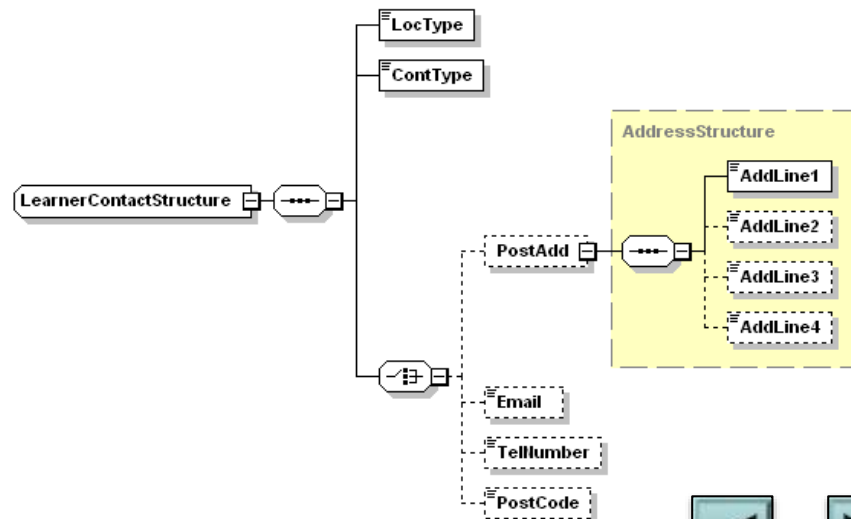 LocType
ContType
AddressStructure
AddLine1
LearnerContactStructure
AddLine2
PostAdd
AddLine3
AddLine4
Email
TelNumber
PostCode